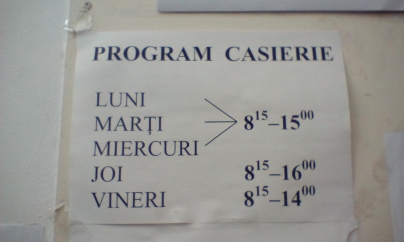 PROGRAM CASIERIE
LUNI
MARȚI 8¹⁵–15⁰⁰
MIERCURI
JOI 8¹⁵–16⁰⁰
VINERI 8¹⁵–14⁰⁰